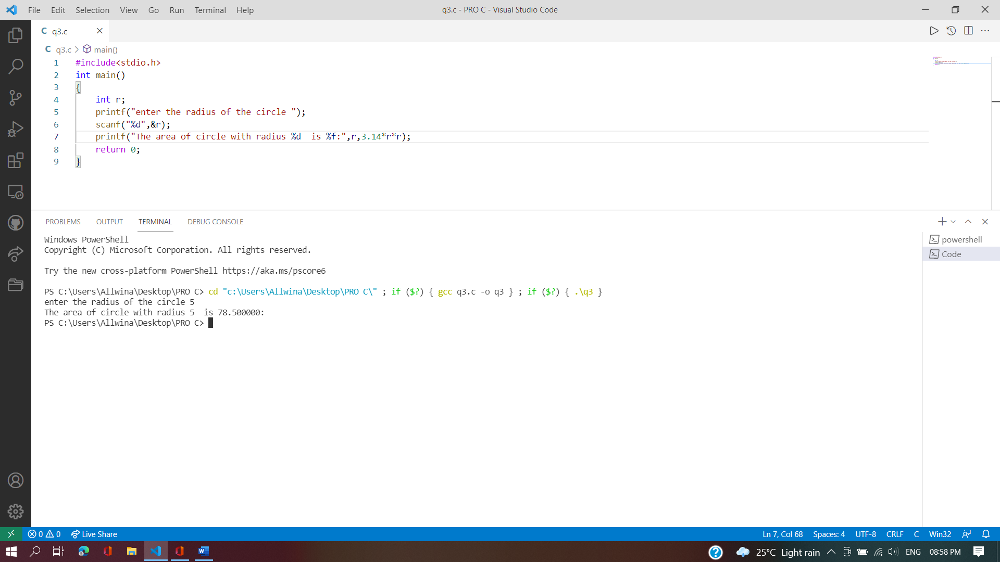 File Edit Selection View Go Run Terminal Help
q3.c - PRO C - Visual Studio Code
C q3.c
C q3.c > main()
1 #include<stdio.h>
2 int main()
3 {
4     int r;
5     printf("enter the radius of the circle ");
6     scanf("%d",&r);
7     printf("The area of circle with radius %d  is %f:",r,3.14*r*r);
8     return 0;
9 }
PROBLEMS OUTPUT TERMINAL DEBUG CONSOLE
powershell
Code
Windows PowerShell
Copyright (C) Microsoft Corporation. All rights reserved.
Try the new cross-platform PowerShell https://aka.ms/pscore6
PS C:\Users\Allwina\Desktop\PRO C> cd "c:\Users\Allwina\Desktop\PRO C\" ; if ($?) { gcc q3.c -o q3 } ; if ($?) { .\q3 }
enter the radius of the circle 5
The area of circle with radius 5  is 78.500000:
PS C:\Users\Allwina\Desktop\PRO C>
0 0 Live Share Ln 7, Col 68 Spaces: 4 UTF-8 CRLF C Win32
25°C Light rain ENG 08:58 PM